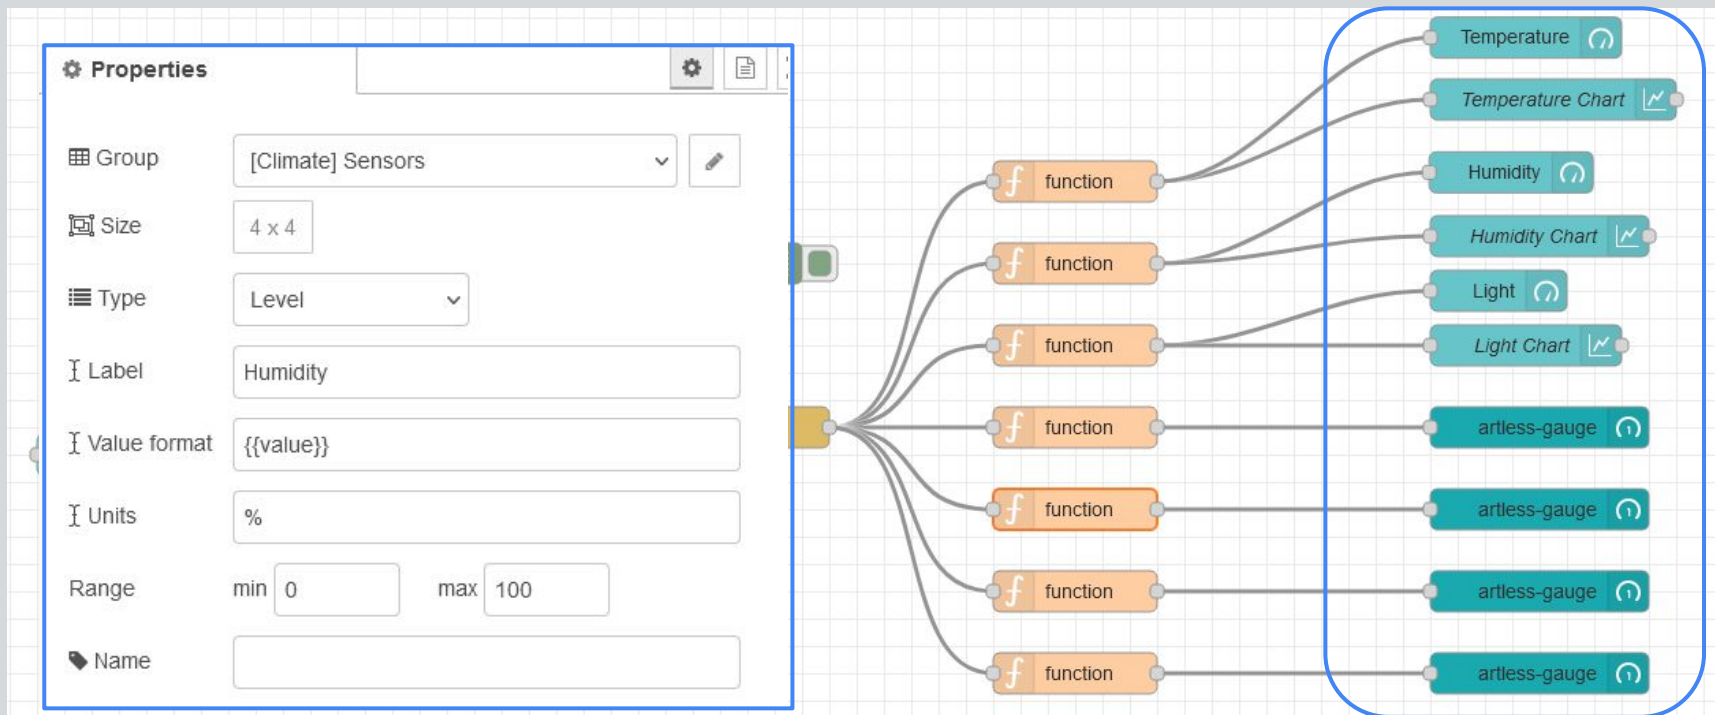 Properties
Group
[Climate] Sensors
Size
4 x 4
Type
Level
Label
Humidity
Value format
{{value}}
Units
%
Range
min 0
max 100
Name
function
function
function
function
function
function
function
Temperature
Temperature Chart
Humidity
Humidity Chart
Light
Light Chart
artless-gauge
artless-gauge
artless-gauge
artless-gauge